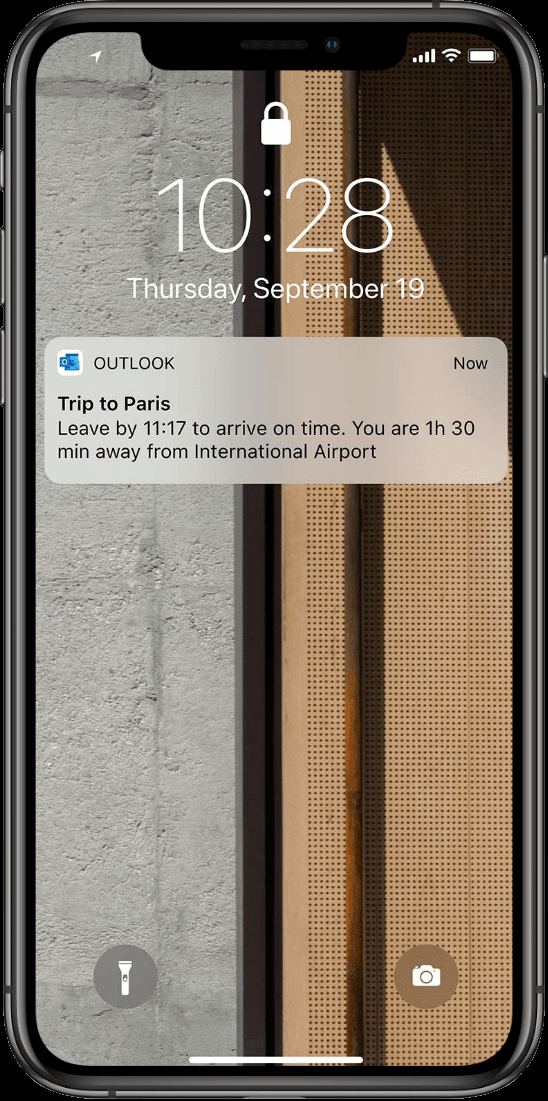 10:28
Thursday, September 19
OUTLOOK Now
Trip to Paris
Leave by 11:17 to arrive on time. You are 1h 30
min away from International Airport